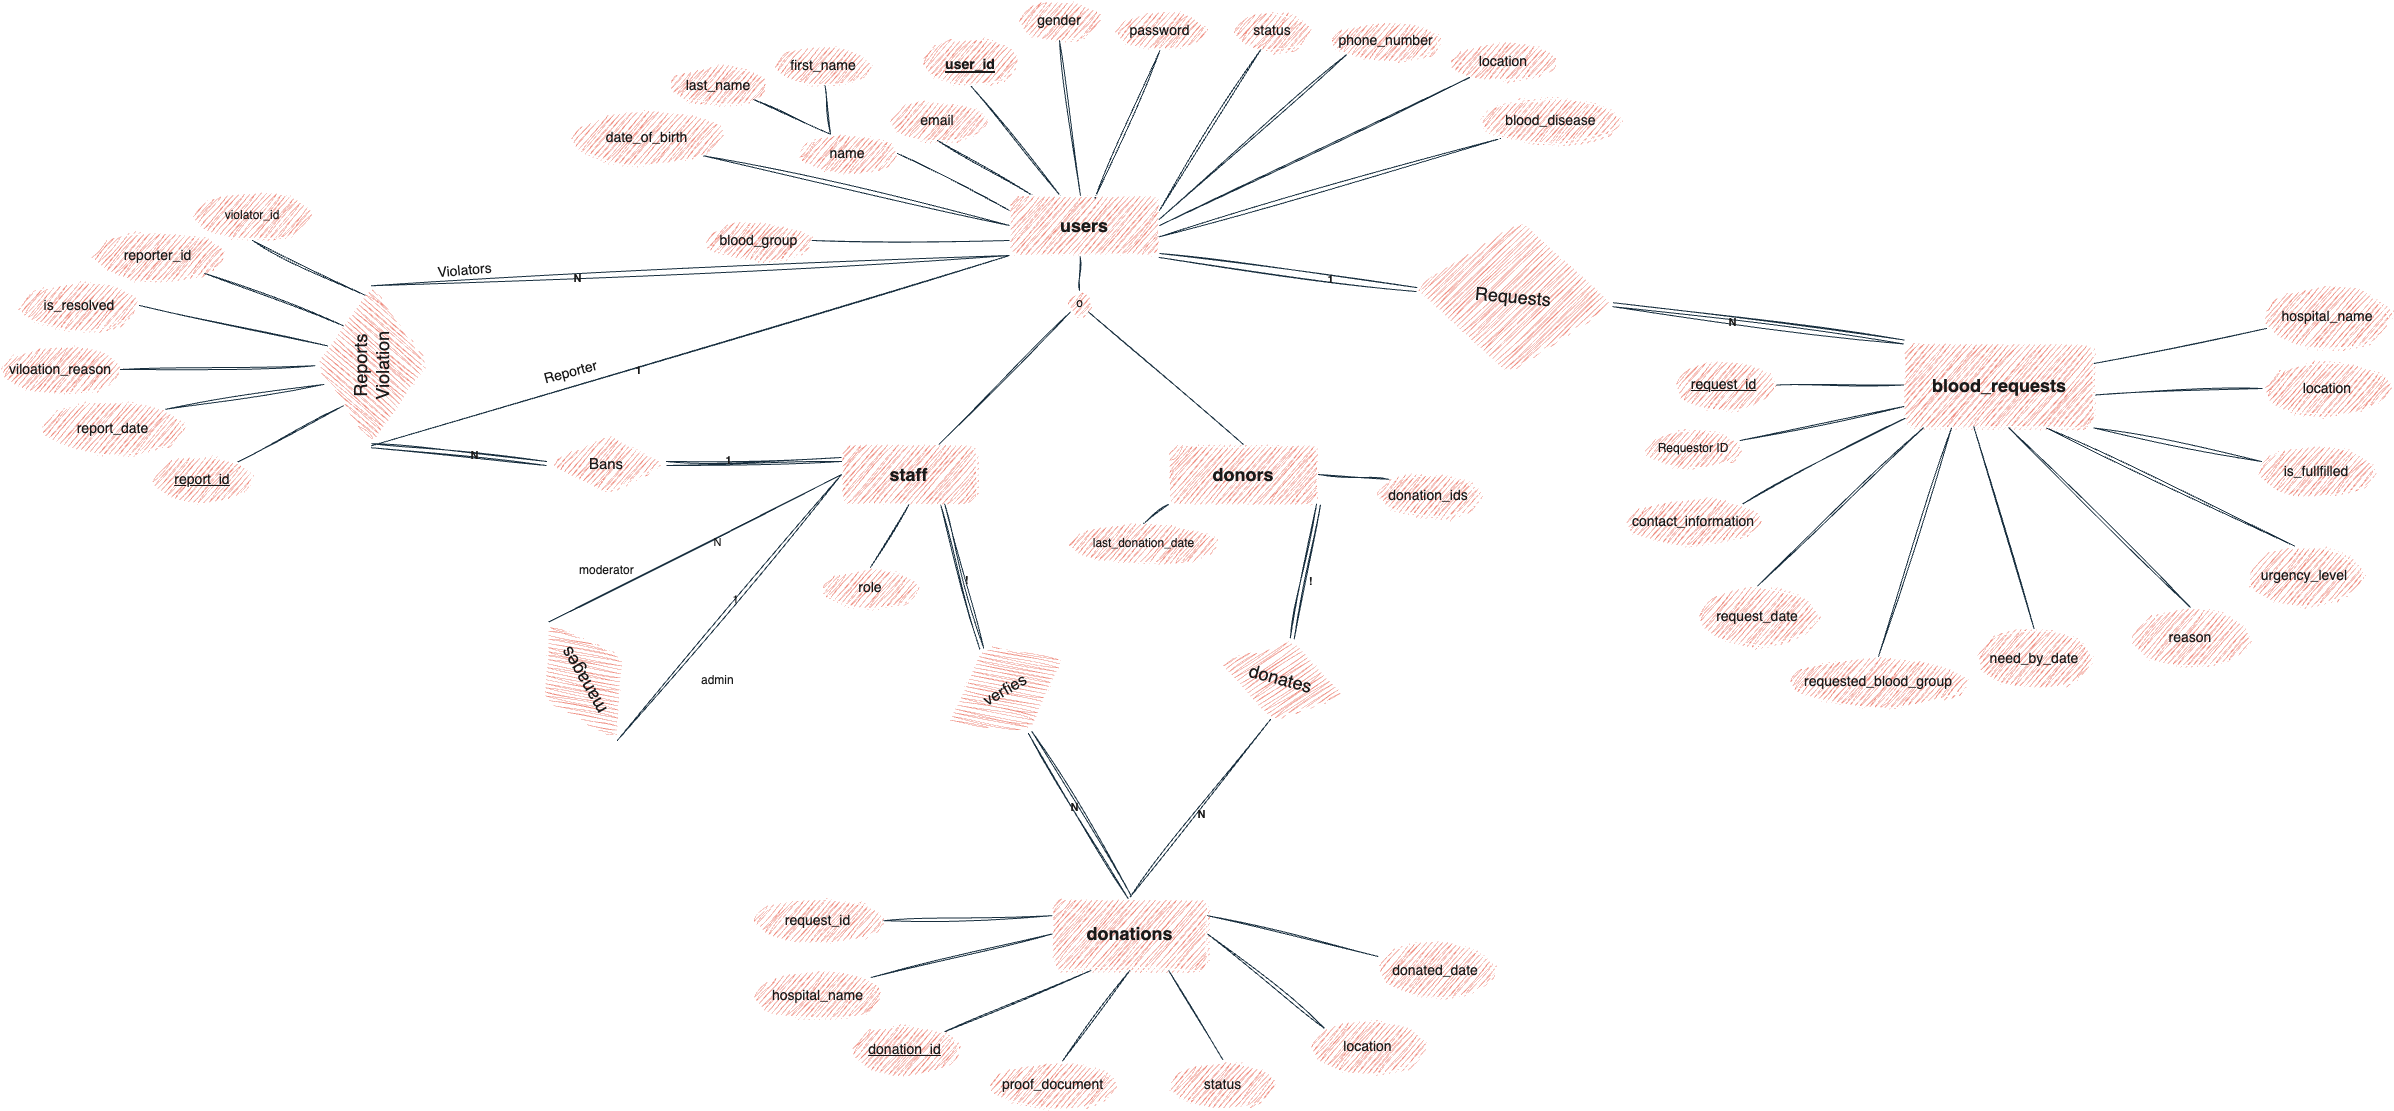 gender
password
status
phone_number
location
user_id
first_name
last_name
email
blood_disease
date_of_birth
name
users
blood_group
violator_id
reporter_id
is_resolved
viloation_reason
report_date
report_id
Reports
Violation
Violators
N
Reporter
1
o
1
Requests
N
hospital_name
request_id
blood_requests
location
Requestor ID
is_fullfilled
contact_information
urgency_level
request_date
reason
need_by_date
requested_blood_group
N
Bans
1
staff
donors
donation_ids
last_donation_date
N
moderator
1
admin
manages
role
!
!
verfies
donates
N
N
request_id
donations
hospital_name
donated_date
donation_id
location
proof_document
status